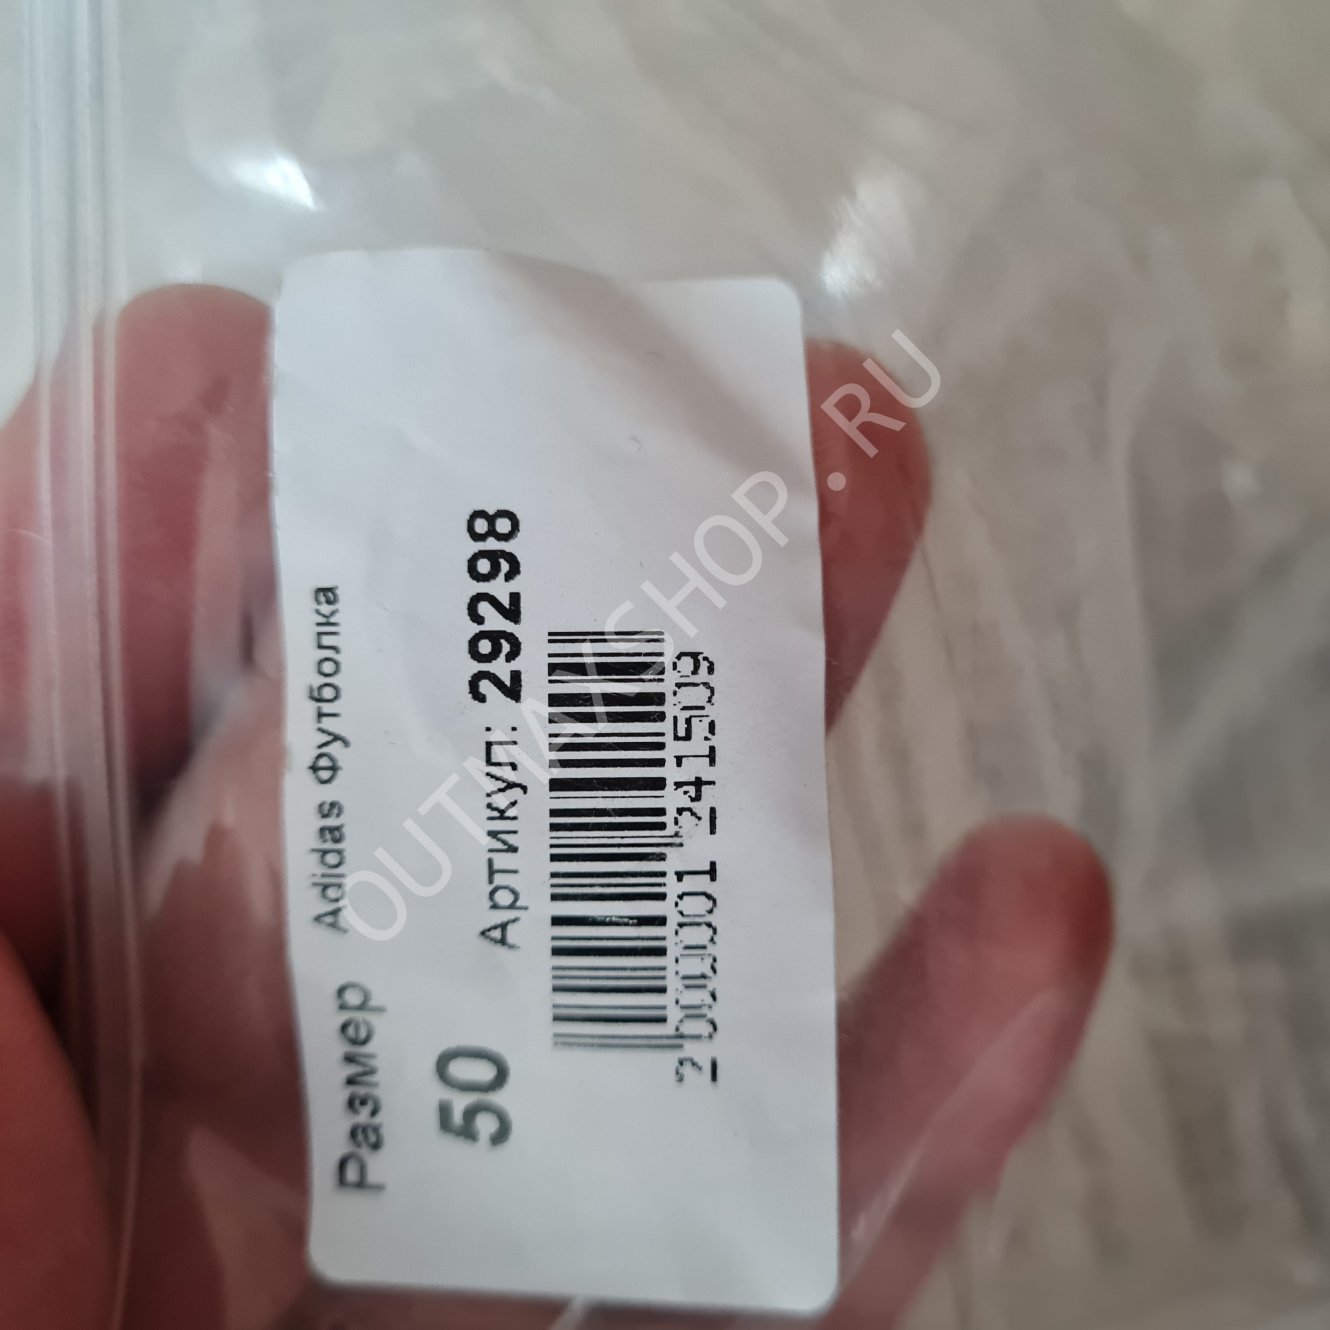 Adidas Футболка
Размер
50
Артикул: 29298
2 000001 241509
OUTMAXSHOP.RU